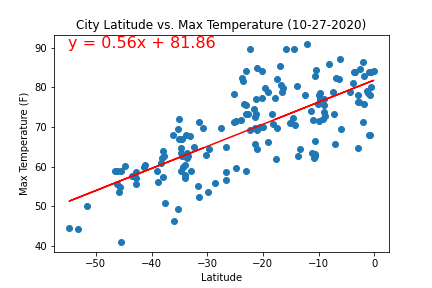 City Latitude vs. Max Temperature (10-27-2020)
y = 0.56x + 81.86
90
80
70
60
50
40
Max Temperature (F)
−50 −40 −30 −20 −10 0
Latitude